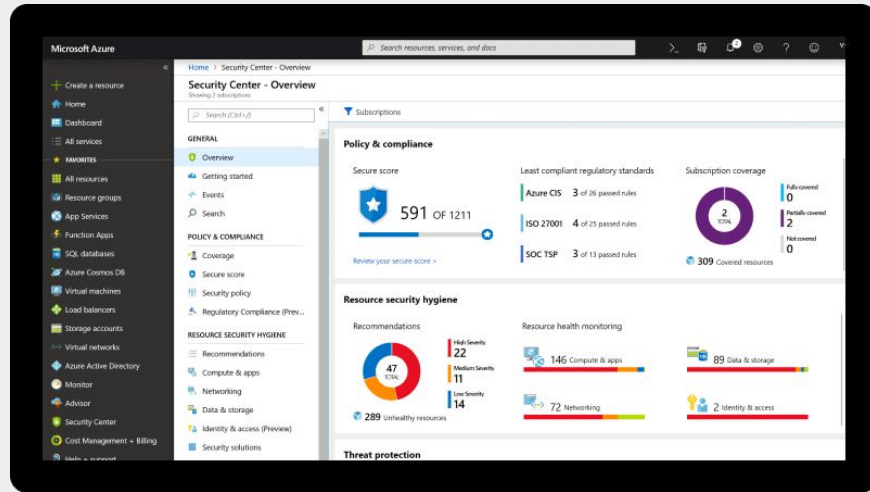 Microsoft Azure
Search resources, services, and docs
2
Create a resource
Home
Dashboard
All services
FAVORITES
All resources
Resource groups
App Services
Function Apps
SQL databases
Azure Cosmos DB
Virtual machines
Load balancers
Storage accounts
Virtual networks
Azure Active Directory
Monitor
Advisor
Security Center
Cost Management + Billing
Help + support
Home > Security Center - Overview
Security Center - Overview
Showing 2 subscriptions
Search (Ctrl+/)
GENERAL
Overview
Getting started
Events
Search
POLICY & COMPLIANCE
Coverage
Secure score
Security policy
Regulatory Compliance (Prev...
RESOURCE SECURITY HYGIENE
Recommendations
Compute & apps
Networking
Data & storage
Identity & access (Preview)
Security solutions
Subscriptions
Policy & compliance
Secure score
591 OF 1211
Review your secure score >
Least compliant regulatory standards
Azure CIS 3 of 26 passed rules
ISO 27001 4 of 25 passed rules
SOC TSP 3 of 13 passed rules
Subscription coverage
2
TOTAL
Fully covered
0
Partially covered
2
Not covered
0
309 Covered resources
Resource security hygiene
Recommendations
47
TOTAL
High Severity
22
Medium Severity
11
Low Severity
14
289 Unhealthy resources
Resource health monitoring
146 Compute & apps
89 Data & storage
72 Networking
2 Identity & access
Threat protection